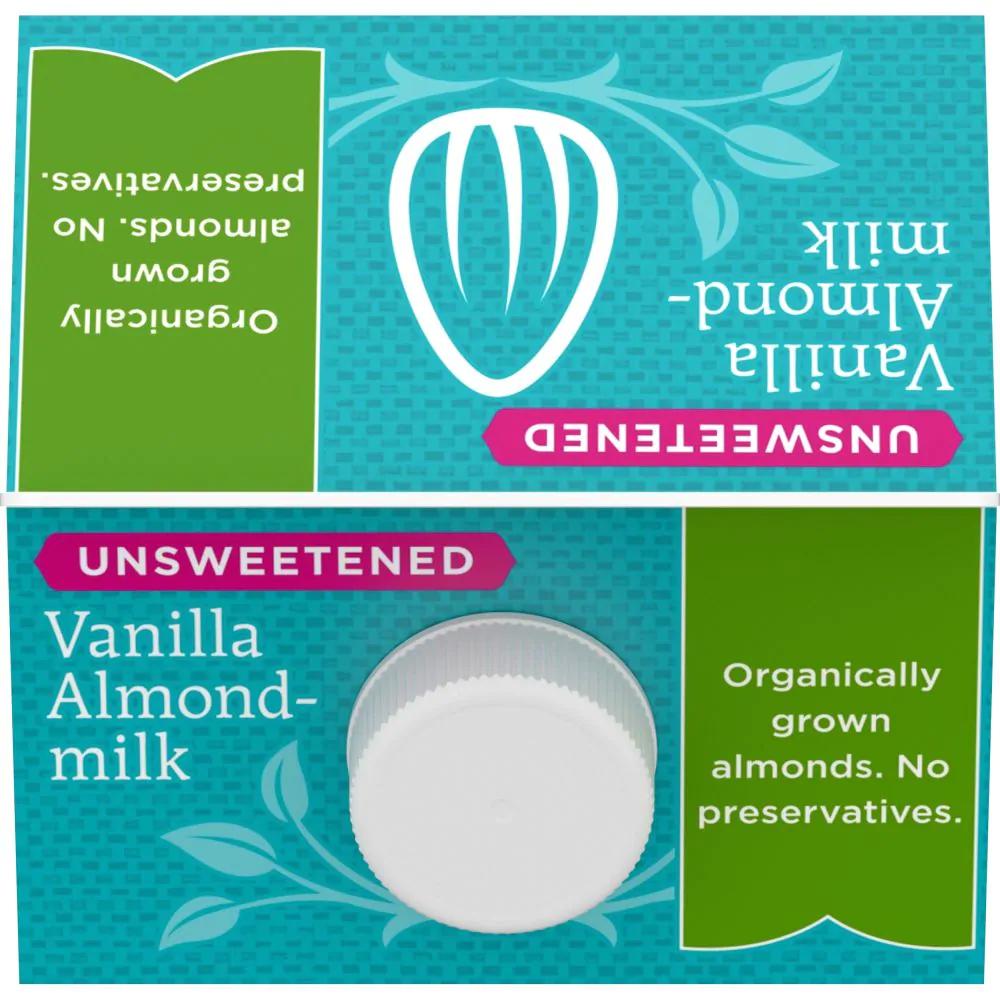 Organically
grown
almonds. No
preservatives.
UNSWEETENED
Vanilla
Almond-
milk
UNSWEETENED
Vanilla
Almond-
milk
Organically
grown
almonds. No
preservatives.